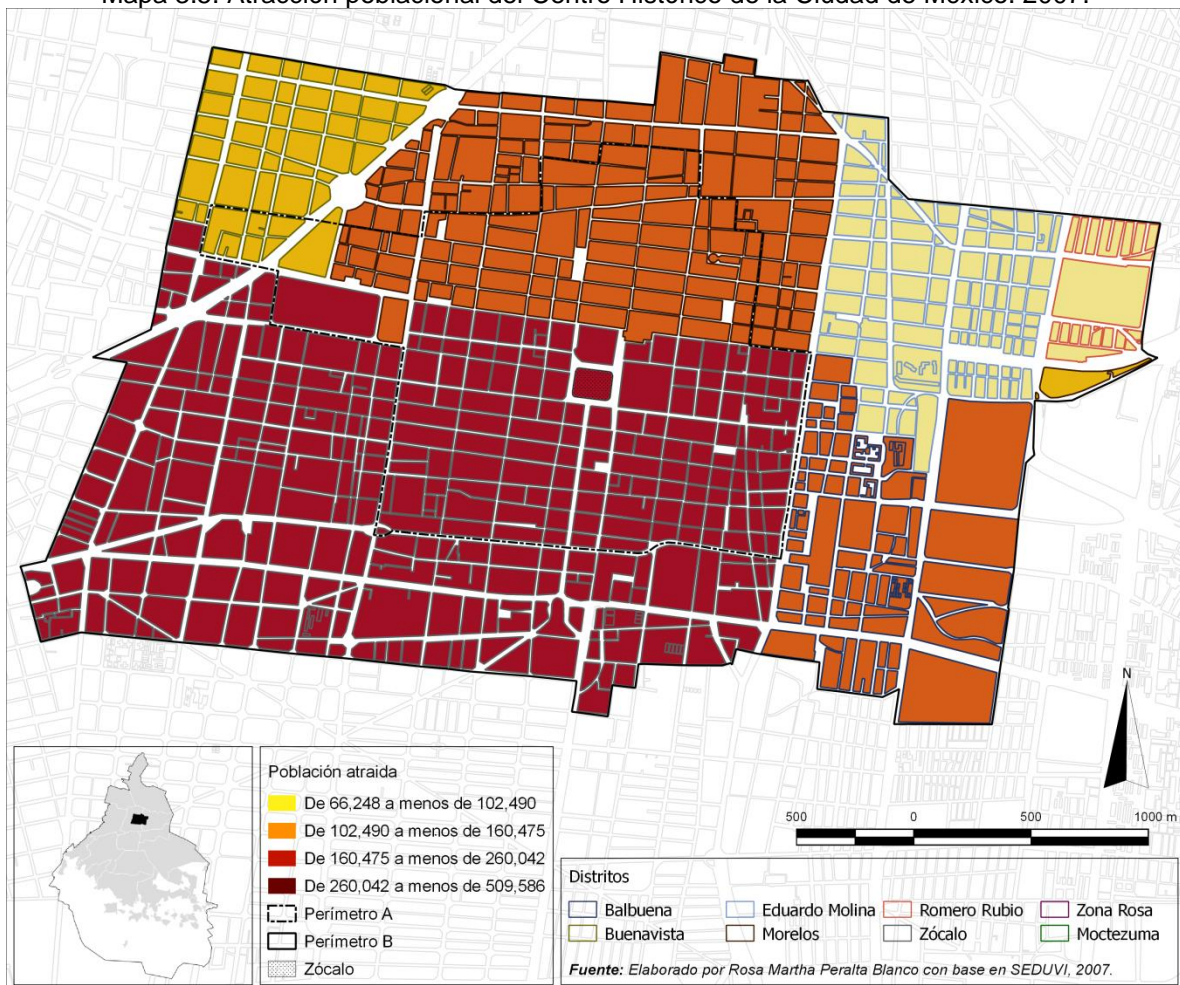 Mapa 3.3. Atracción poblacional del Centro Histórico de la Ciudad de México. 2007.
N
500 0 500 1000 m
Población atraida
De 66,248 a menos de 102,490
De 102,490 a menos de 160,475
De 160,475 a menos de 260,042
De 260,042 a menos de 509,586
Perímetro A
Perímetro B
Zócalo
Distritos
Balbuena Eduardo Molina Romero Rubio Zona Rosa
Buenavista Morelos Zócalo Moctezuma
Fuente: Elaborado por Rosa Martha Peralta Blanco con base en SEDUVI, 2007.